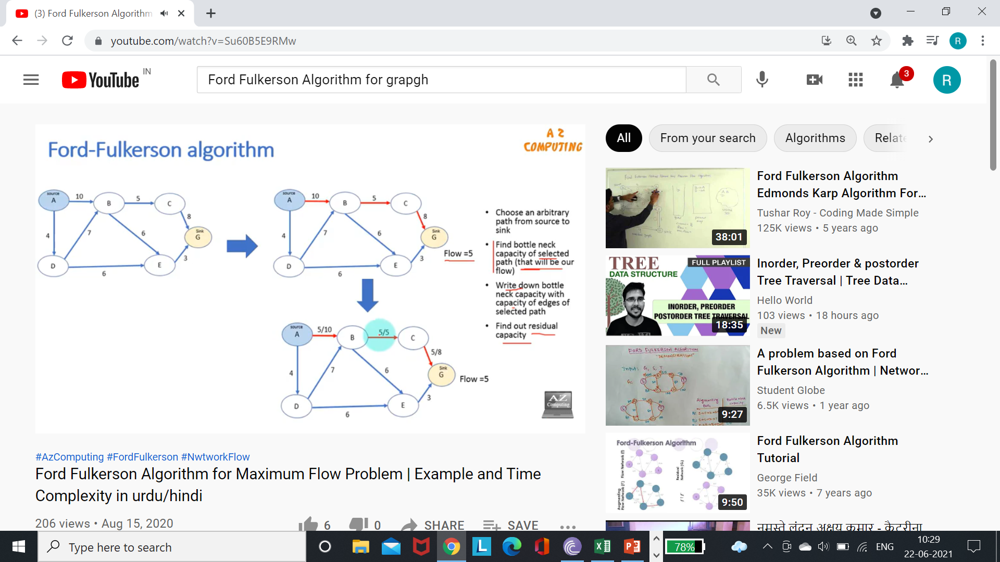 (3) Ford Fulkerson Algorithm
youtube.com/watch?v=Su60B5E9RMw
R
YouTube IN
Ford Fulkerson Algorithm for grapgh
3
R
Ford-Fulkerson algorithm
A Z
COMPUTING
source
A
10
B
5
C
8
Sink
G
4
7
6
3
D
6
E
source
A
10
B
5
C
8
Sink
G
4
7
6
3
D
6
E
Flow =5
• Choose an arbitrary
path from source to
sink
• Find bottle neck
capacity of selected
path (that will be our
flow)
• Write down bottle
neck capacity with
capacity of edges of
selected path
• Find out residual
capacity
source
A
5/10
B
5/5
C
5/8
Sink
G
4
7
6
3
D
6
E
Flow =5
AZ
Computing
#AzComputing #FordFulkerson #NwtworkFlow
Ford Fulkerson Algorithm for Maximum Flow Problem | Example and Time
Complexity in urdu/hindi
206 views • Aug 15, 2020
6
0
SHARE
SAVE
All
From your search
Algorithms
Relate
38:01
Ford Fulkerson Algorithm
Edmonds Karp Algorithm For...
Tushar Roy - Coding Made Simple
125K views • 5 years ago
TREE
DATA STRUCTURE
FULL PLAYLIST
INORDER, PREORDER
POSTORDER TREE TRAVERSAL
18:35
Inorder, Preorder & postorder
Tree Traversal | Tree Data...
Hello World
103 views • 18 hours ago
New
FORD FULKERSON ALGORITHM
"DEMONSTRATION"
Input: G, S, T
9:27
A problem based on Ford
Fulkerson Algorithm | Networ...
Student Globe
6.5K views • 1 year ago
Ford-Fulkerson Algorithm
Flow Network (f)
Residual
Network (Gf)
Augmenting
Flow Network (f')
9:50
Ford Fulkerson Algorithm
Tutorial
George Field
35K views • 7 years ago
नमस्ते लंदन अक्षय कुमार - कैटरीना
Type here to search
78%
ENG
10:29
22-06-2021